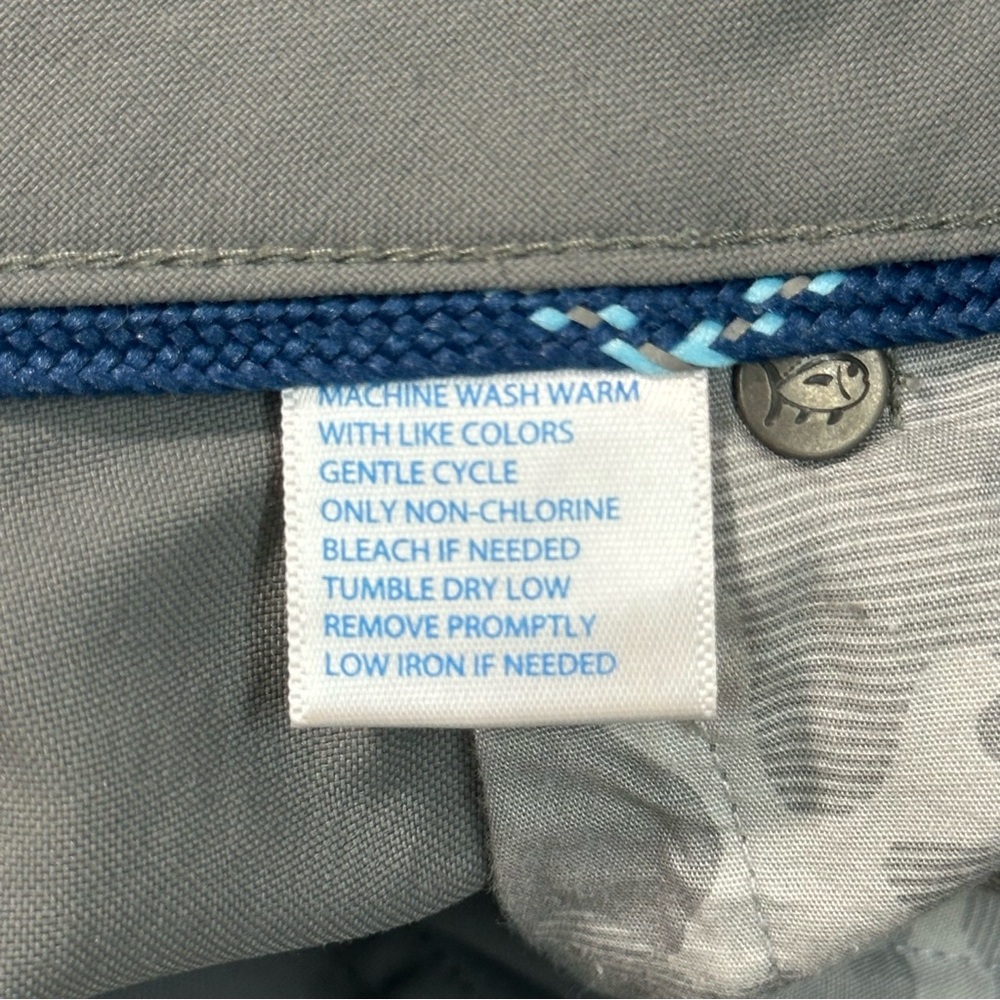 MACHINE WASH WARM
WITH LIKE COLORS
GENTLE CYCLE
ONLY NON-CHLORINE
BLEACH IF NEEDED
TUMBLE DRY LOW
REMOVE PROMPTLY
LOW IRON IF NEEDED